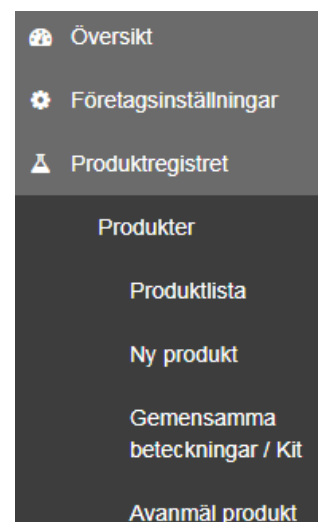 Översikt
Företagsinställningar
Produktregistret
Produkter
Produktlista
Ny produkt
Gemensamma
beteckningar / Kit
Avanmäl produkt